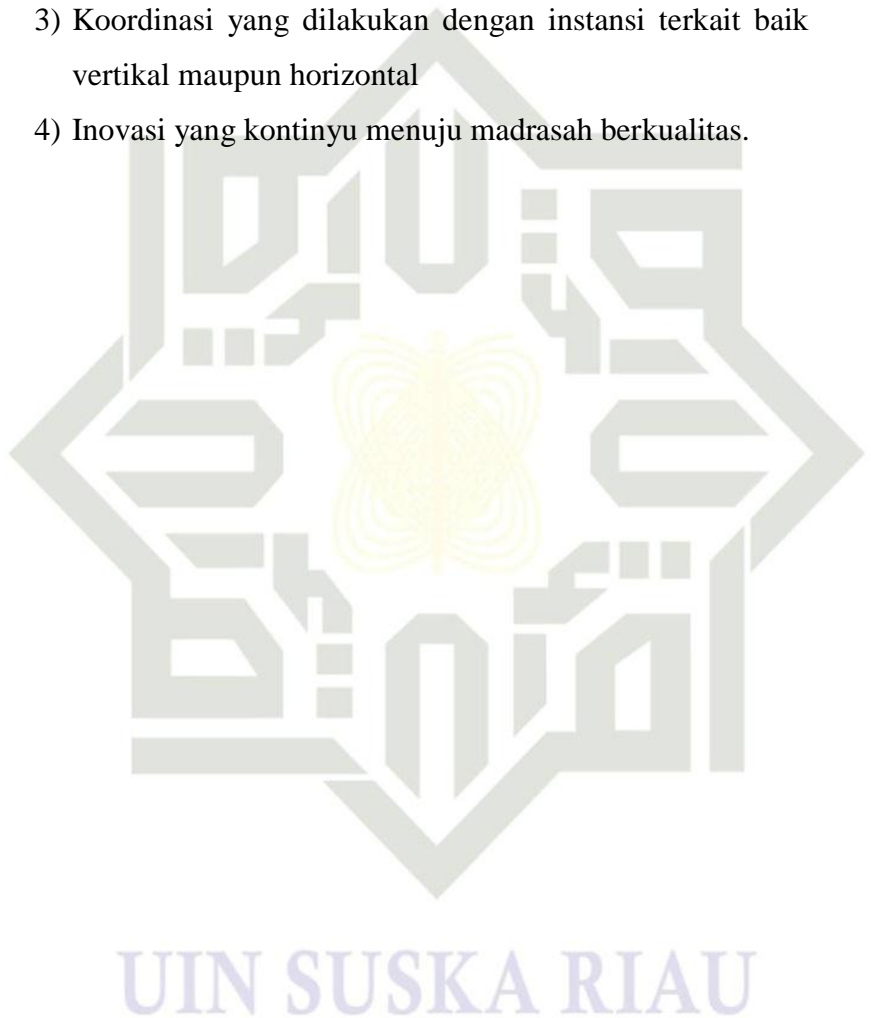 3) Koordinasi yang dilakukan dengan instansi terkait baik
vertikal maupun horizontal
4) Inovasi yang kontinyu menuju madrasah berkualitas.
UIN SUSKA RIAU